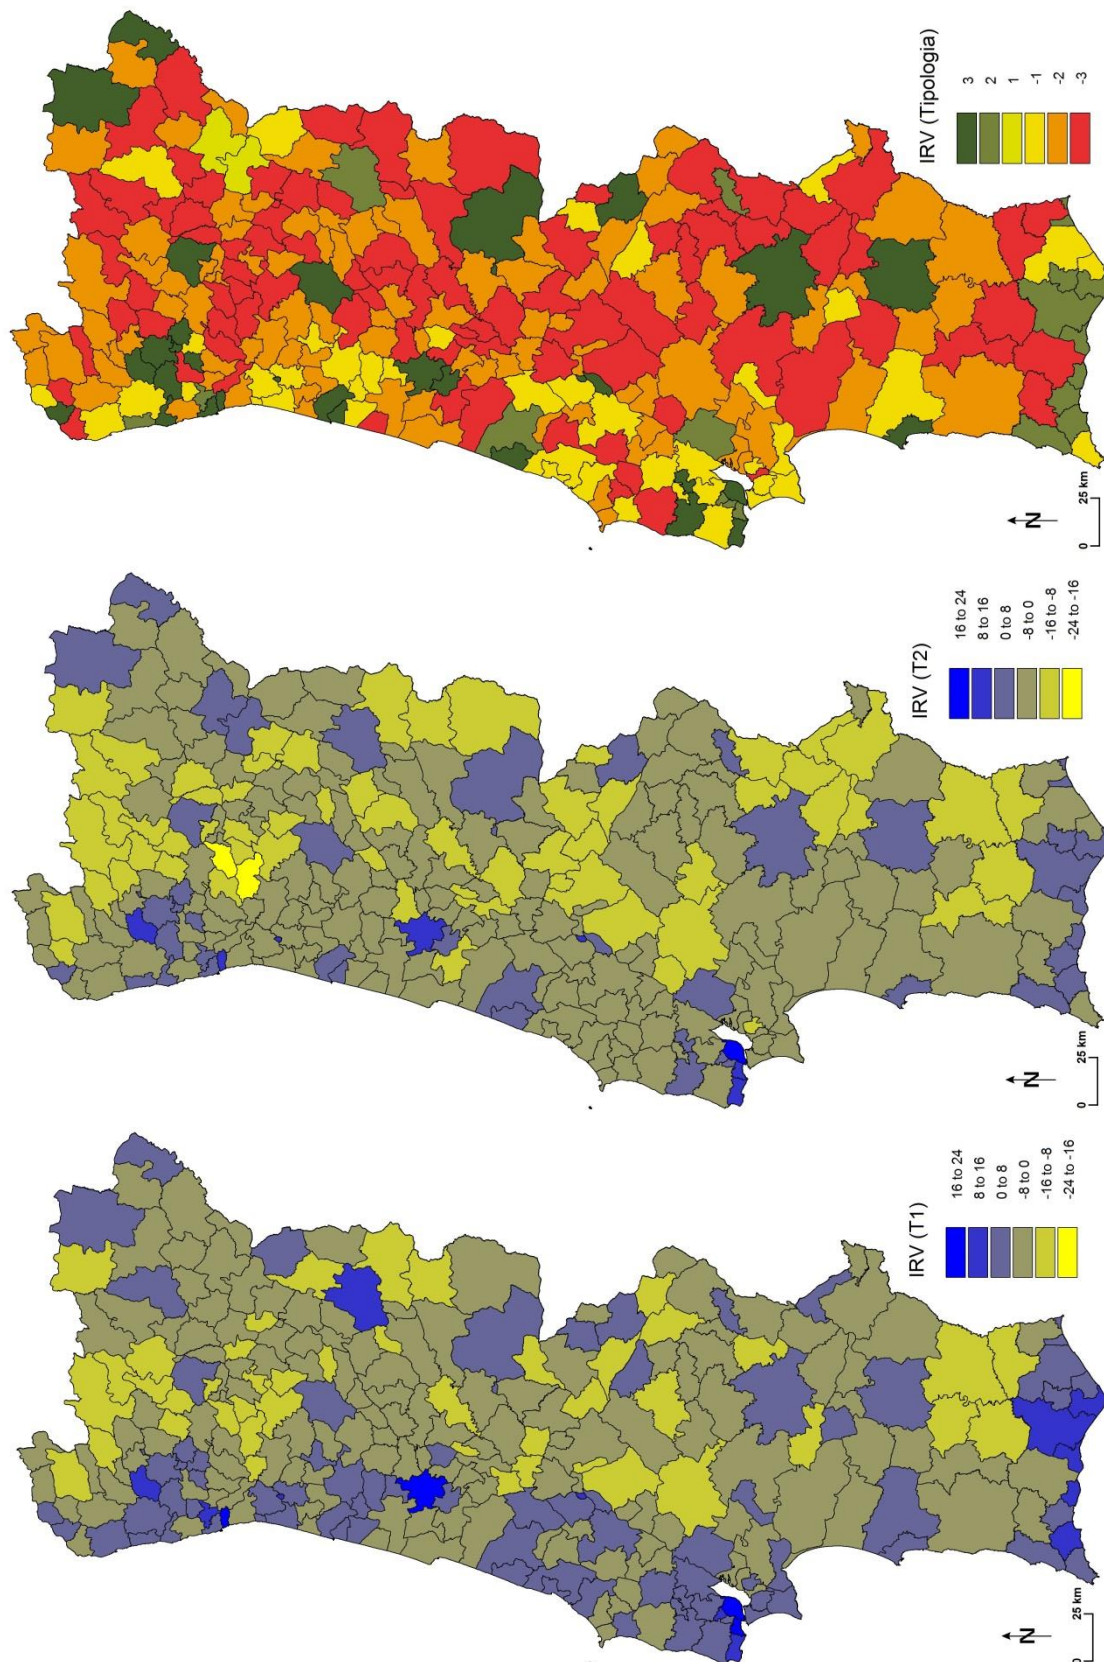 IRV (Tipologia)
3
2
1
-1
-2
-3
N
0 25 km
IRV (T2)
16 to 24
8 to 16
0 to 8
-8 to 0
-16 to -8
-24 to -16
N
0 25 km
IRV (T1)
16 to 24
8 to 16
0 to 8
-8 to 0
-16 to -8
-24 to -16
N
0 25 km